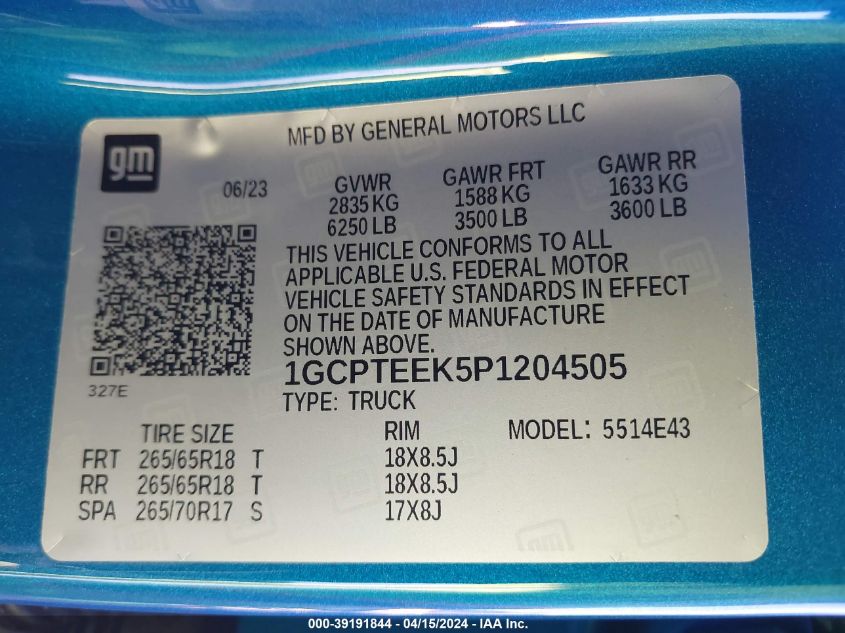 gm
MFD BY GENERAL MOTORS LLC
06/23
GVWR GAWR FRT GAWR RR
2835 KG 1588 KG 1633 KG
6250 LB 3500 LB 3600 LB
THIS VEHICLE CONFORMS TO ALL
APPLICABLE U.S. FEDERAL MOTOR
VEHICLE SAFETY STANDARDS IN EFFECT
ON THE DATE OF MANUFACTURE
SHOWN ABOVE.
327E
1GCPTEEK5P1204505
TYPE: TRUCK
TIRE SIZE RIM MODEL: 5514E43
FRT 265/65R18 T 18X8.5J
RR 265/65R18 T 18X8.5J
SPA 265/70R17 S 17X8J
gm
000-39191844 - 04/15/2024 - IAA Inc.